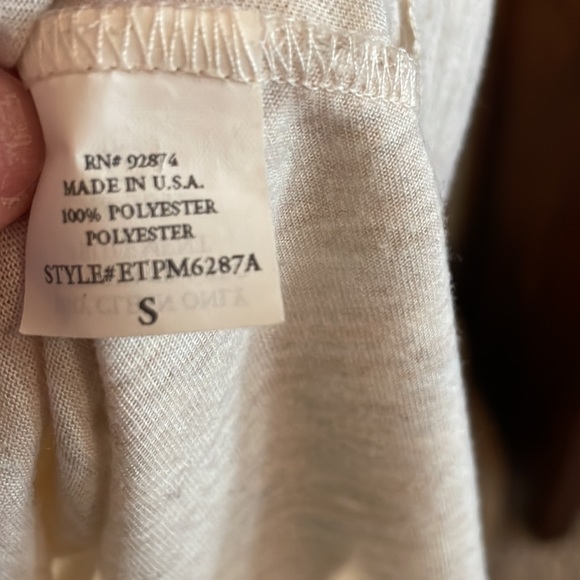 RN# 92874
MADE IN U.S.A.
100% POLYESTER
POLYESTER
STYLE#ETPM6287A
S